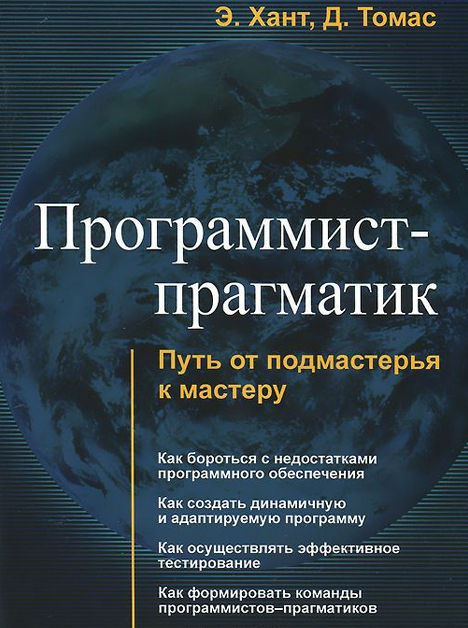 Э. Хант, Д. Томас
Программист-
прагматик
Путь от подмастерья
к мастеру
Как бороться с недостатками
программного обеспечения
Как создать динамичную
и адаптируемую программу
Как осуществлять эффективное
тестирование
Как формировать команды
программистов–прагматиков